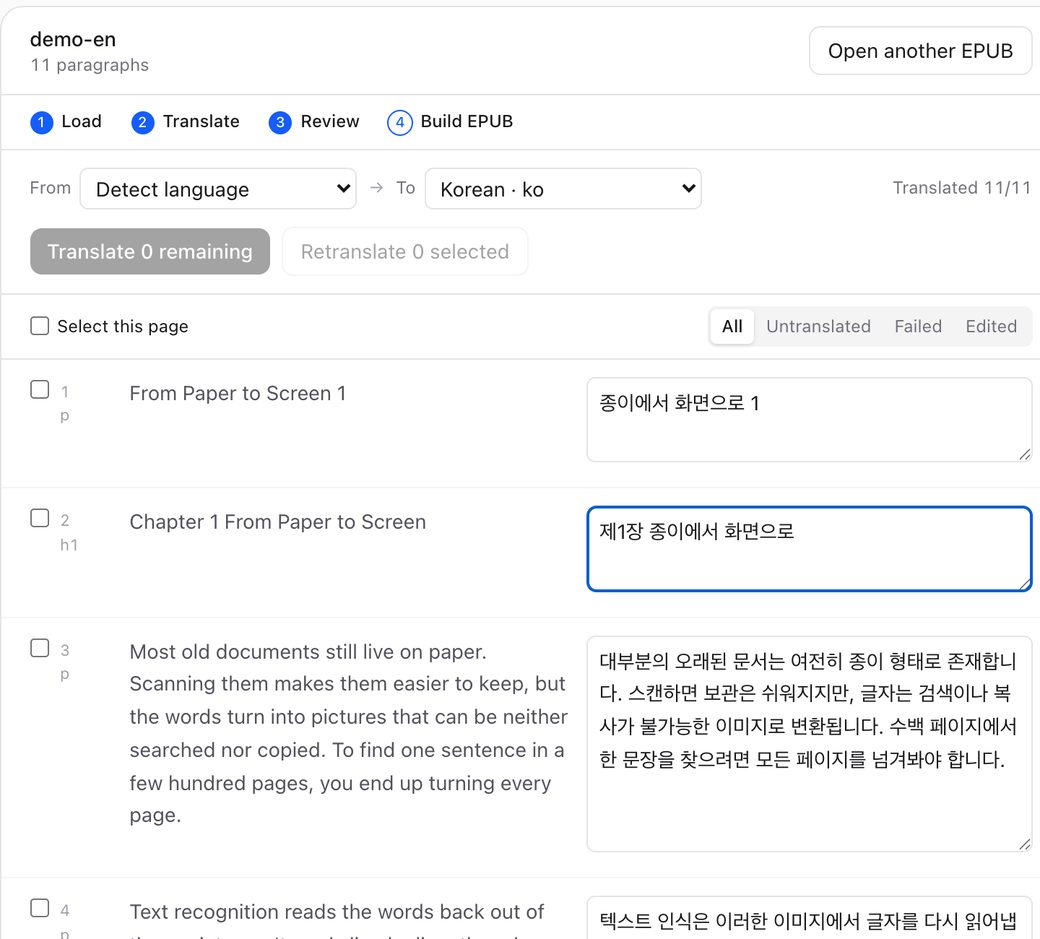 demo-en
11 paragraphs
Open another EPUB
1 Load
2 Translate
3 Review
4 Build EPUB
From
Detect language
→
To
Korean · ko
Translated 11/11
Translate 0 remaining
Retranslate 0 selected
Select this page
All
Untranslated
Failed
Edited
1
p
From Paper to Screen 1
종이에서 화면으로 1
2
h1
Chapter 1 From Paper to Screen
제1장 종이에서 화면으로
3
p
Most old documents still live on paper.
Scanning them makes them easier to keep, but
the words turn into pictures that can be neither
searched nor copied. To find one sentence in a
few hundred pages, you end up turning every
page.
대부분의 오래된 문서는 여전히 종이 형태로 존재합니
다. 스캔하면 보관은 쉬워지지만, 글자는 검색이나 복
사가 불가능한 이미지로 변환됩니다. 수백 페이지에서
한 문장을 찾으려면 모든 페이지를 넘겨봐야 합니다.
4
Text recognition reads the words back out of
텍스트 인식은 이러한 이미지에서 글자를 다시 읽어냅